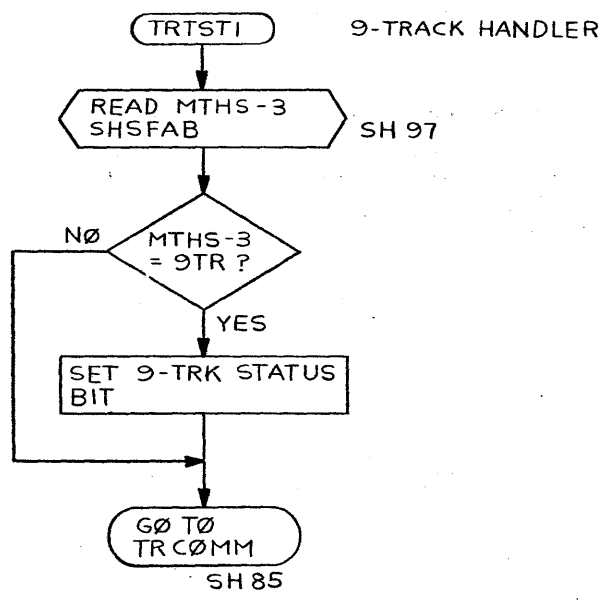 TRTST1
9-TRACK HANDLER
READ MTHS-3
SHSFAB
SH 97
NØ
MTHS-3
= 9TR ?
YES
SET 9-TRK STATUS
BIT
GØ TØ
TRCØMM
SH 85